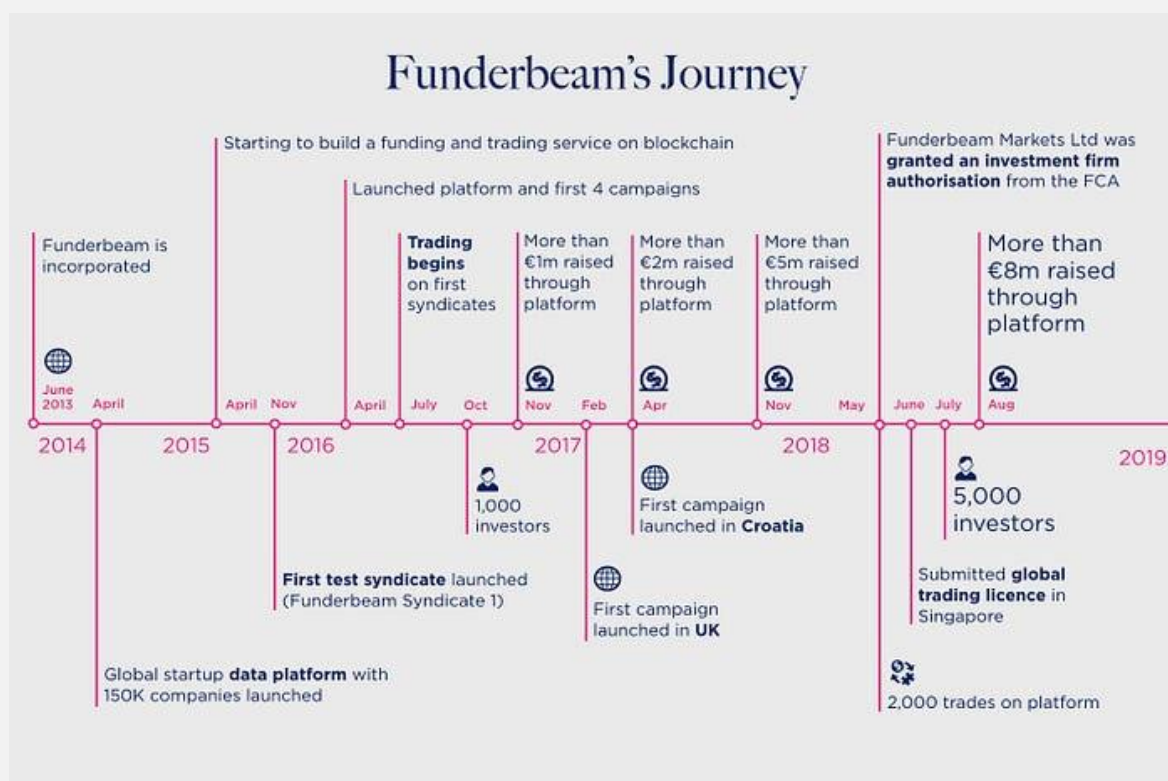 Funderbeam's Journey
Starting to build a funding and trading service on blockchain
Launched platform and first 4 campaigns
Funderbeam Markets Ltd was
granted an investment firm
authorisation from the FCA
Funderbeam is
incorporated
Trading
begins
on first
syndicates
More than
€1m raised
through
platform
More than
€2m raised
through
platform
More than
€5m raised
through
platform
More than
€8m raised
through
platform
June
2013
April
April
Nov
April
July
Oct
Nov
Feb
Apr
Nov
May
June
July
Aug
2014
2015
2016
2017
2018
2019
1,000
investors
First campaign
launched in Croatia
5,000
investors
First test syndicate launched
(Funderbeam Syndicate 1)
First campaign
launched in UK
Submitted global
trading licence in
Singapore
Global startup data platform with
150K companies launched
2,000 trades on platform